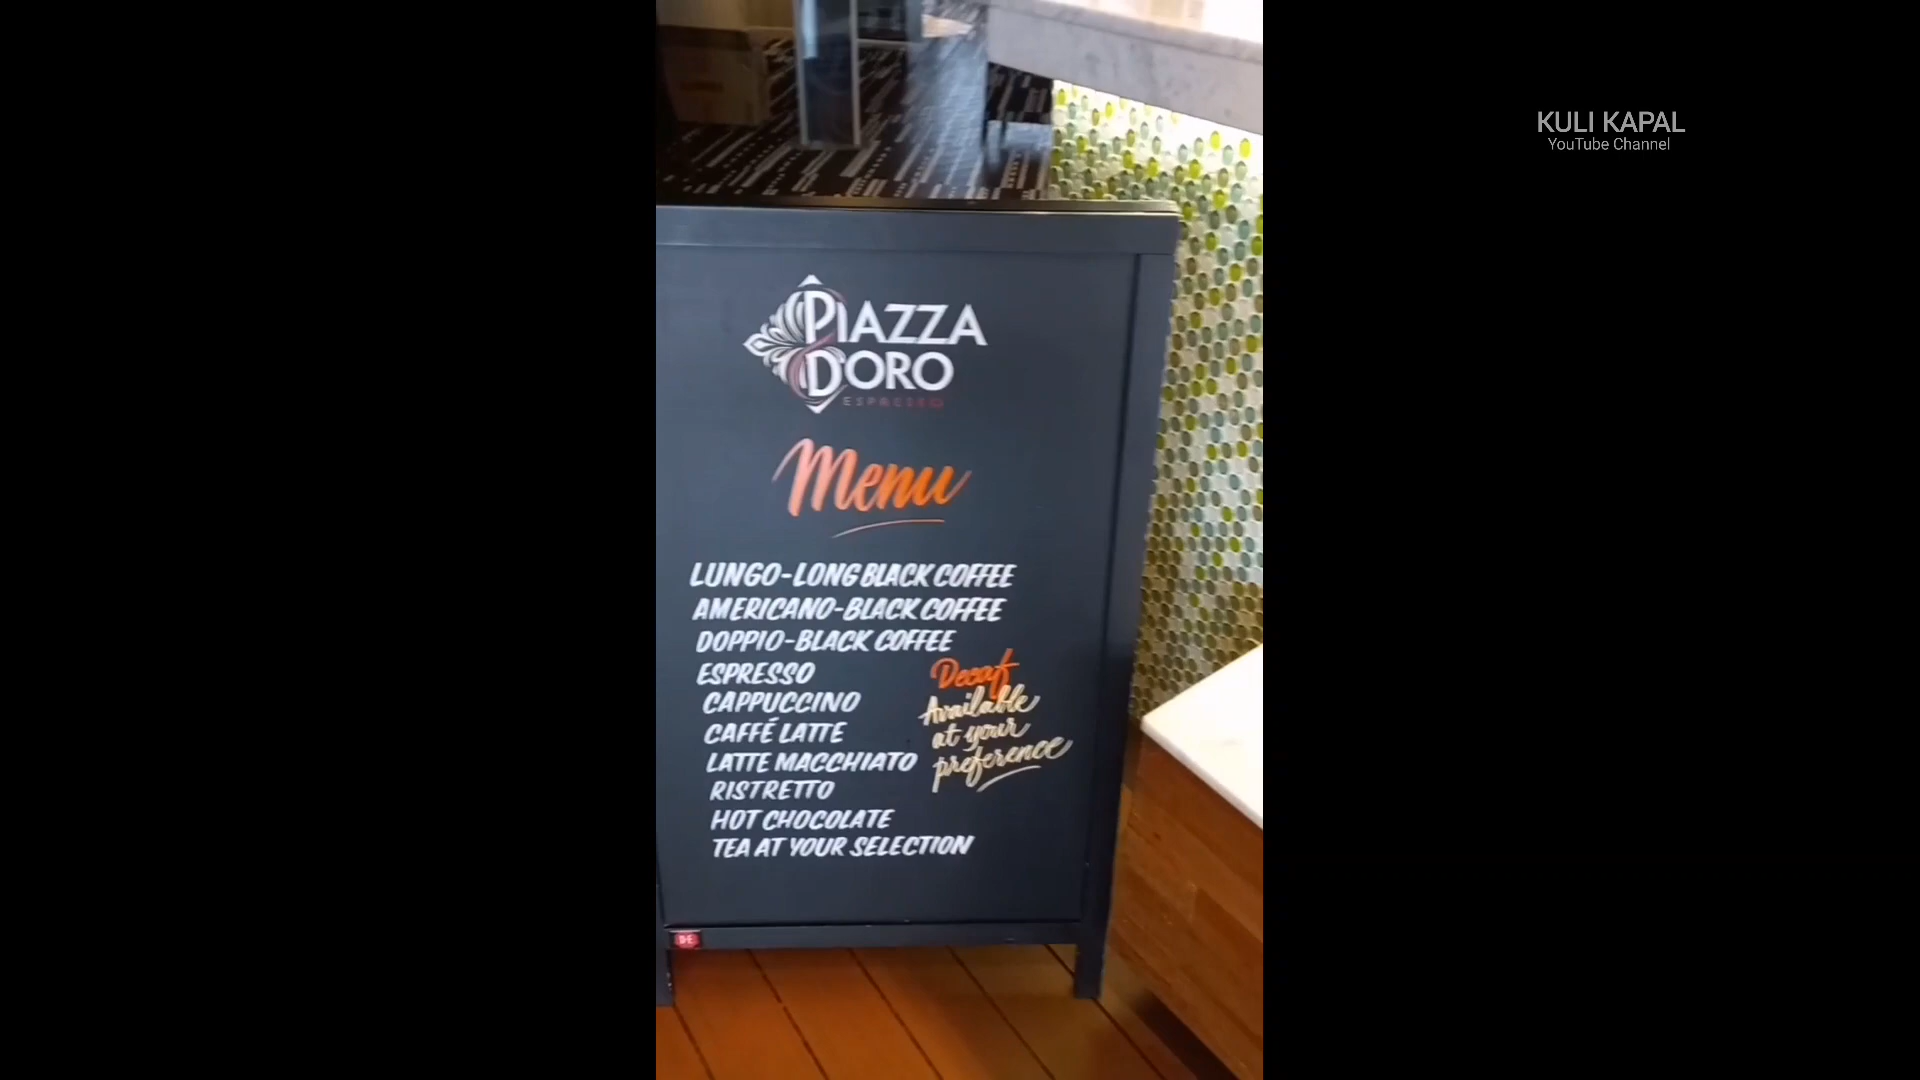 KULI KAPAL
YouTube Channel
PIAZZA
D'ORO
ESPRESSO
Menu
LUNGO-LONG BLACK COFFEE
AMERICANO-BLACK COFFEE
DOPPIO-BLACK COFFEE
ESPRESSO
CAPPUCCINO
CAFFÉ LATTE
LATTE MACCHIATO
RISTRETTO
HOT CHOCOLATE
TEA AT YOUR SELECTION
Decaf
Available
at your
preference
D·E